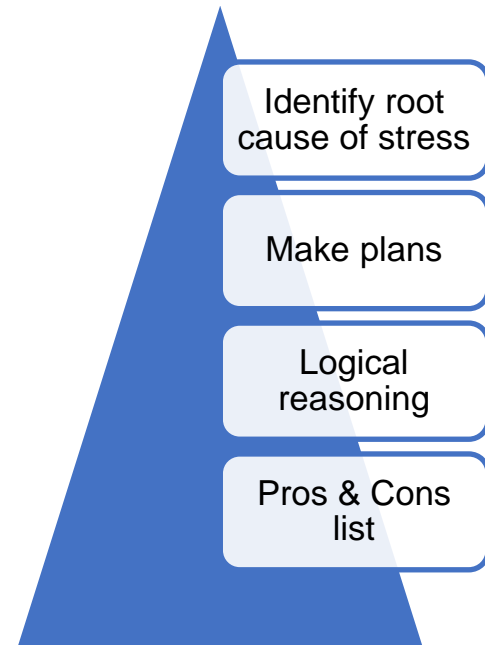 Identify root
cause of stress
Make plans
Logical
reasoning
Pros & Cons
list